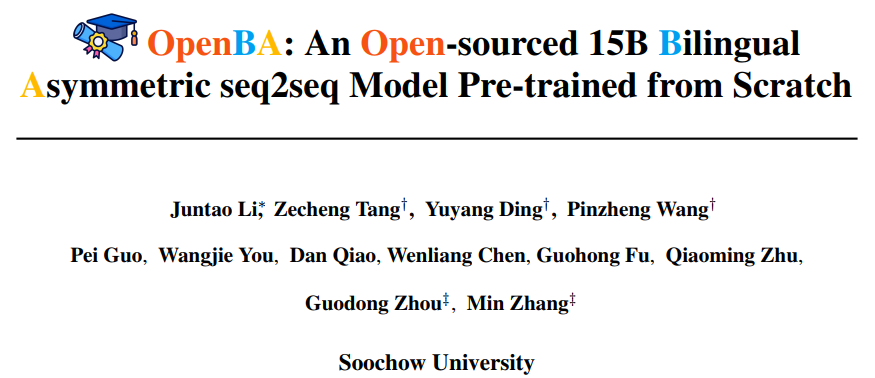 OpenBA: An Open-sourced 15B Bilingual
Asymmetric seq2seq Model Pre-trained from Scratch
Juntao Li*, Zecheng Tang†, Yuyang Ding†, Pinzheng Wang†
Pei Guo, Wangjie You, Dan Qiao, Wenliang Chen, Guohong Fu, Qiaoming Zhu,
Guodong Zhou‡, Min Zhang‡
Soochow University